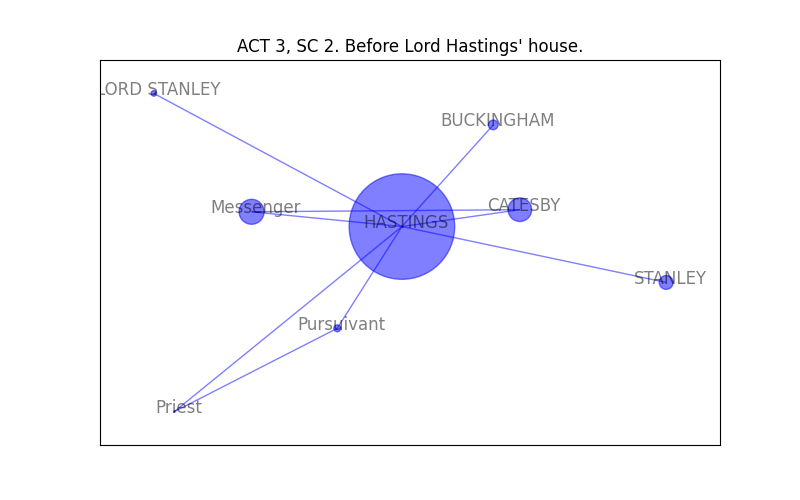 ACT 3, SC 2. Before Lord Hastings' house.
LORD STANLEY
BUCKINGHAM
Messenger
CATESBY
HASTINGS
STANLEY
Pursuivant
Priest